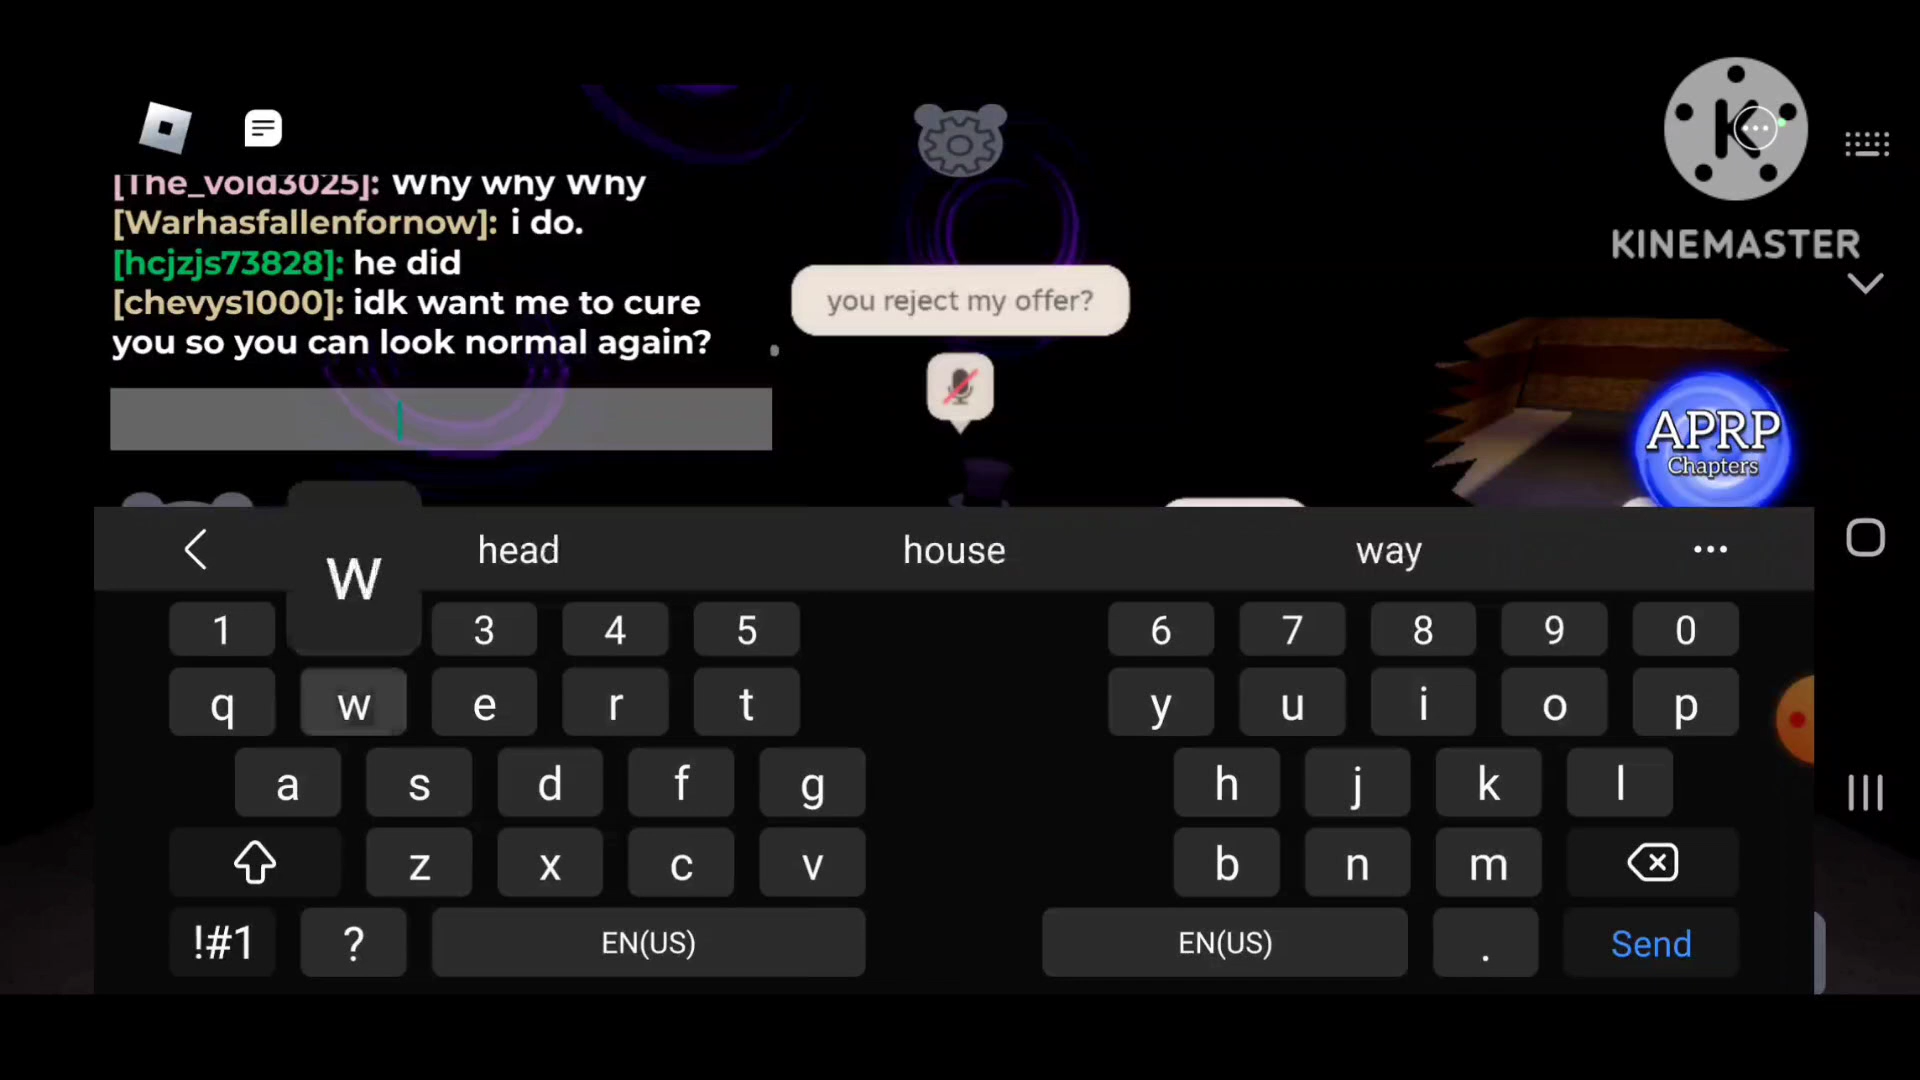 [The_void3025]: Why why Why
[Warhasfallenfornow]: i do.
[hcjzjs73828]: he did
[chevys1000]: idk want me to cure
you so you can look normal again?
you reject my offer?
K
KINEMASTER
APRP
Chapters
W
head house way
1 3 4 5 6 7 8 9 0
q w e r t y u i o p
a s d f g h j k l
z x c v b n m
!#1 ? EN(US) EN(US) . Send